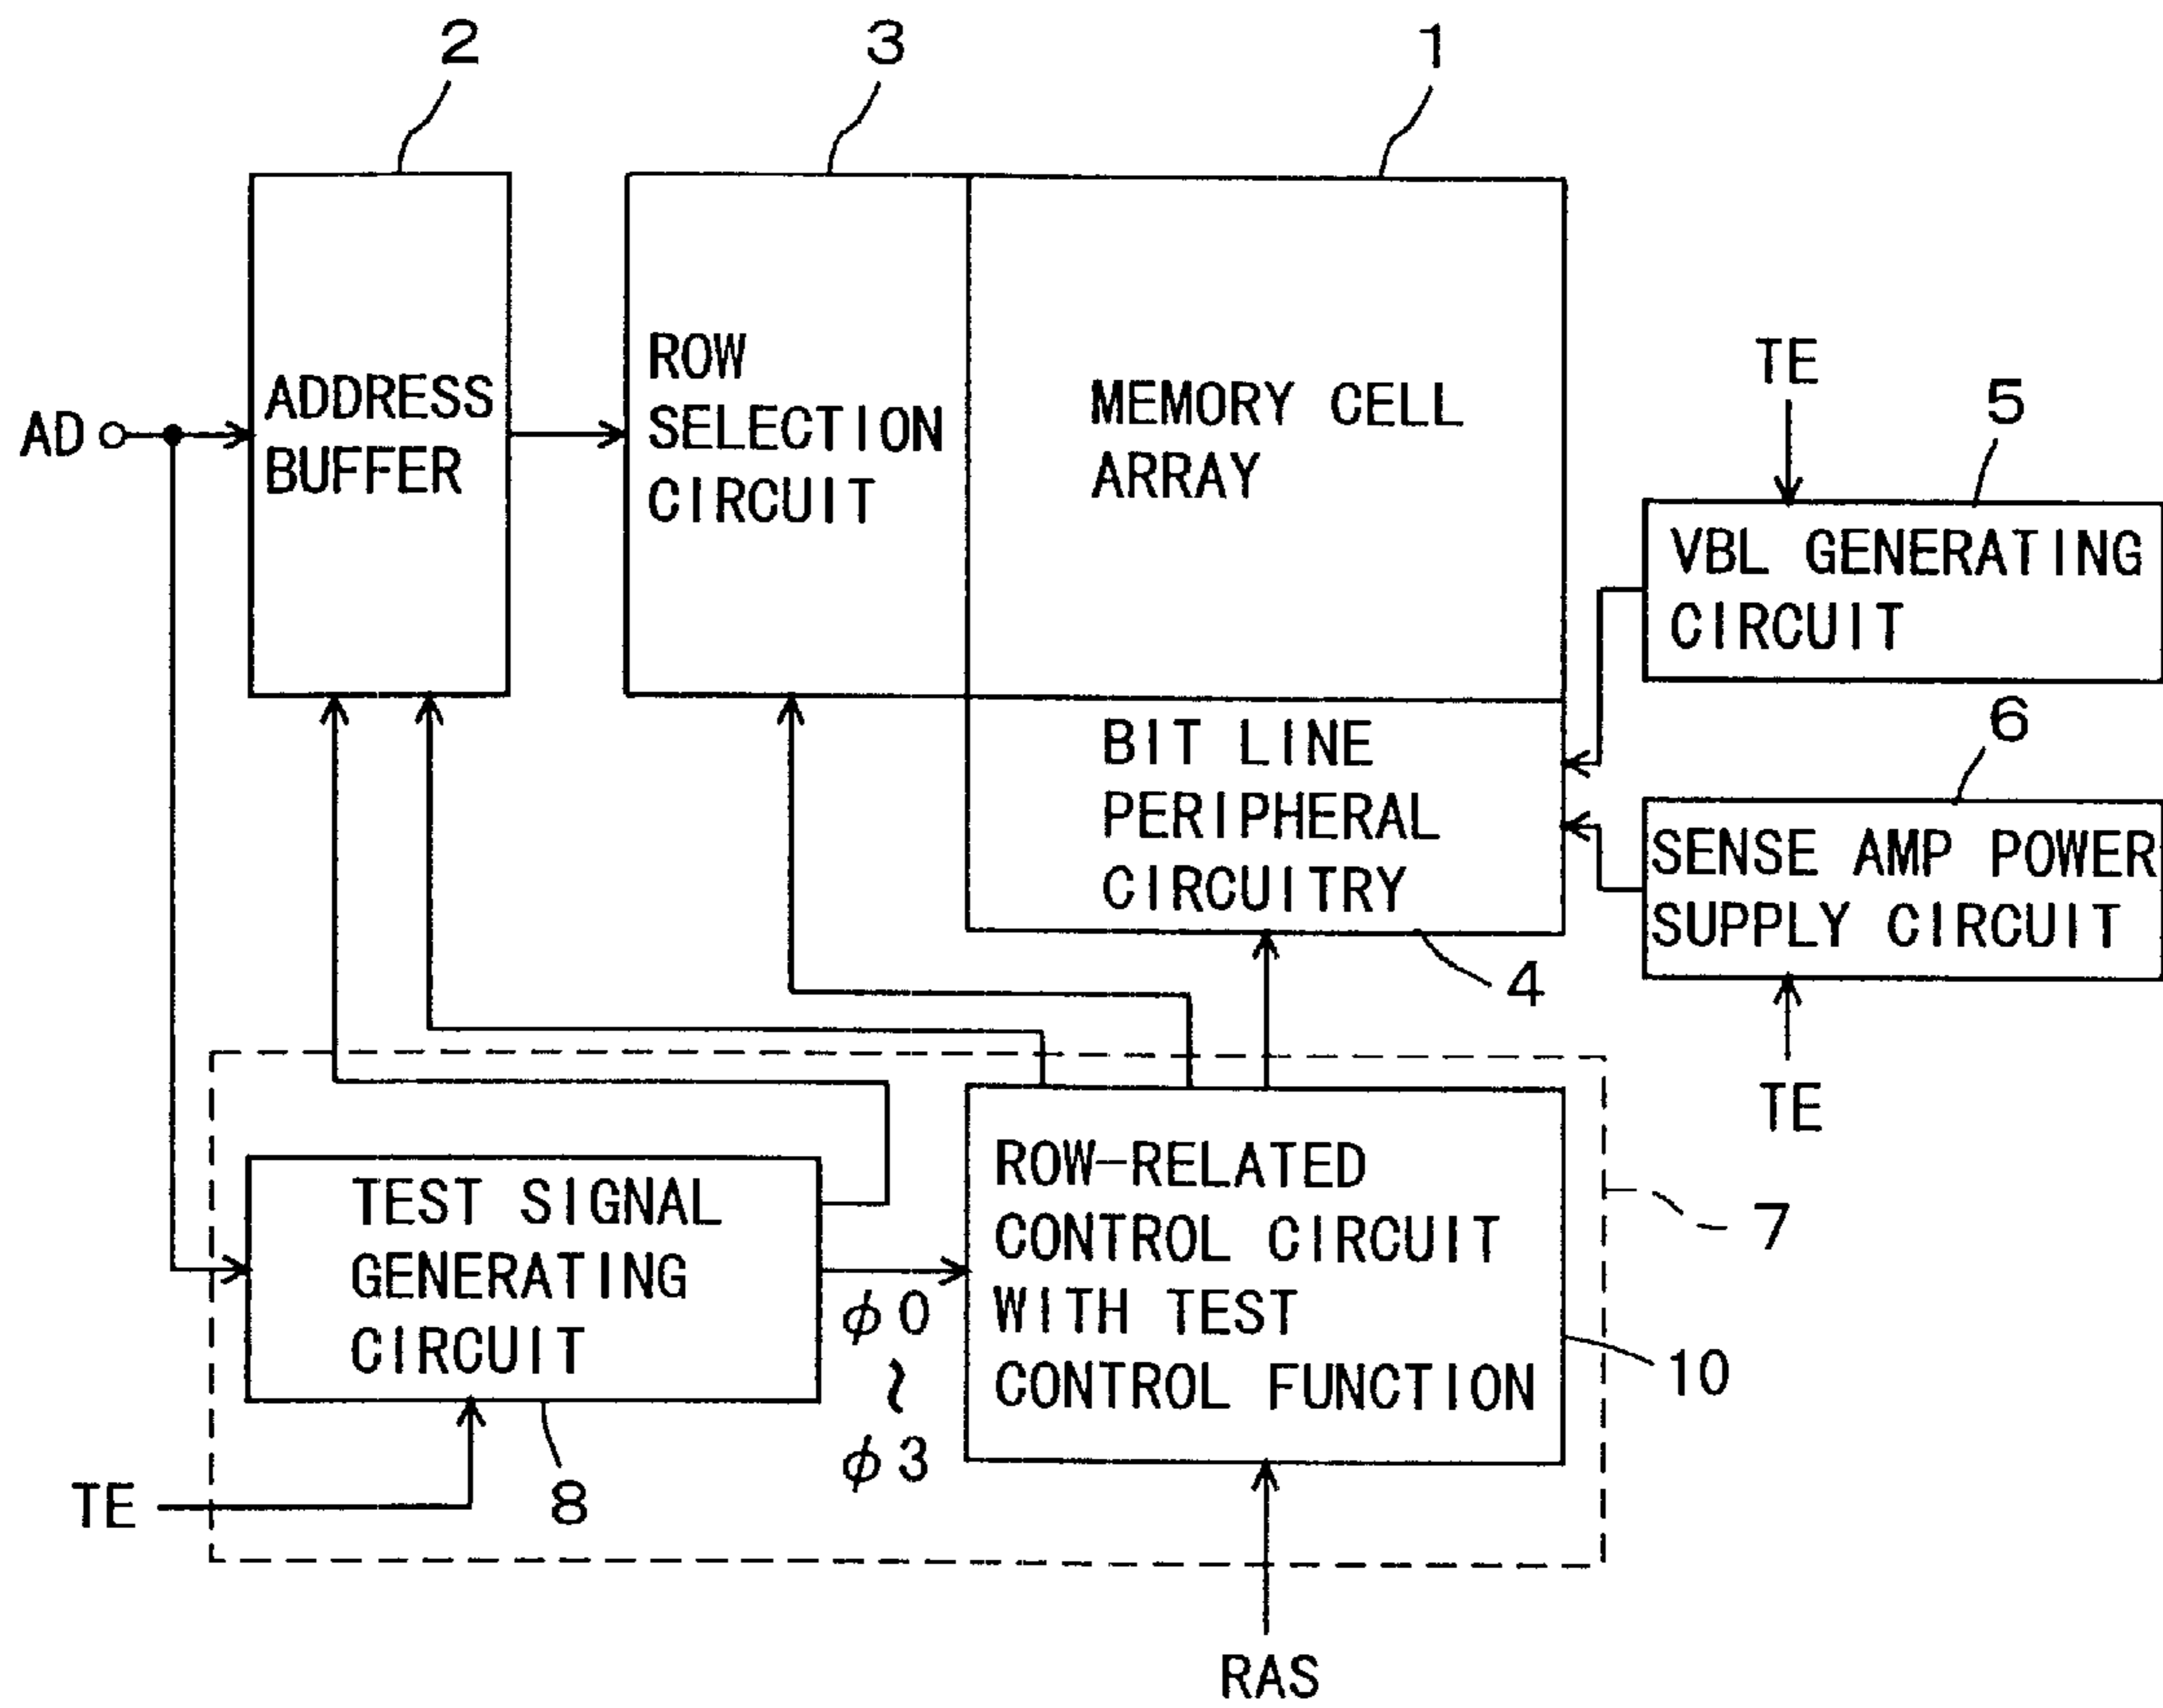 2
3
1
ADDRESS
BUFFER
ROW
SELECTION
CIRCUIT
MEMORY CELL
ARRAY
AD
TE
5
VBL GENERATING
CIRCUIT
BIT LINE
PERIPHERAL
CIRCUITRY
4
6
SENSE AMP POWER
SUPPLY CIRCUIT
TE
TEST SIGNAL
GENERATING
CIRCUIT
8
TE
φ0
~
φ3
ROW-RELATED
CONTROL CIRCUIT
WITH TEST
CONTROL FUNCTION
7
10
RAS